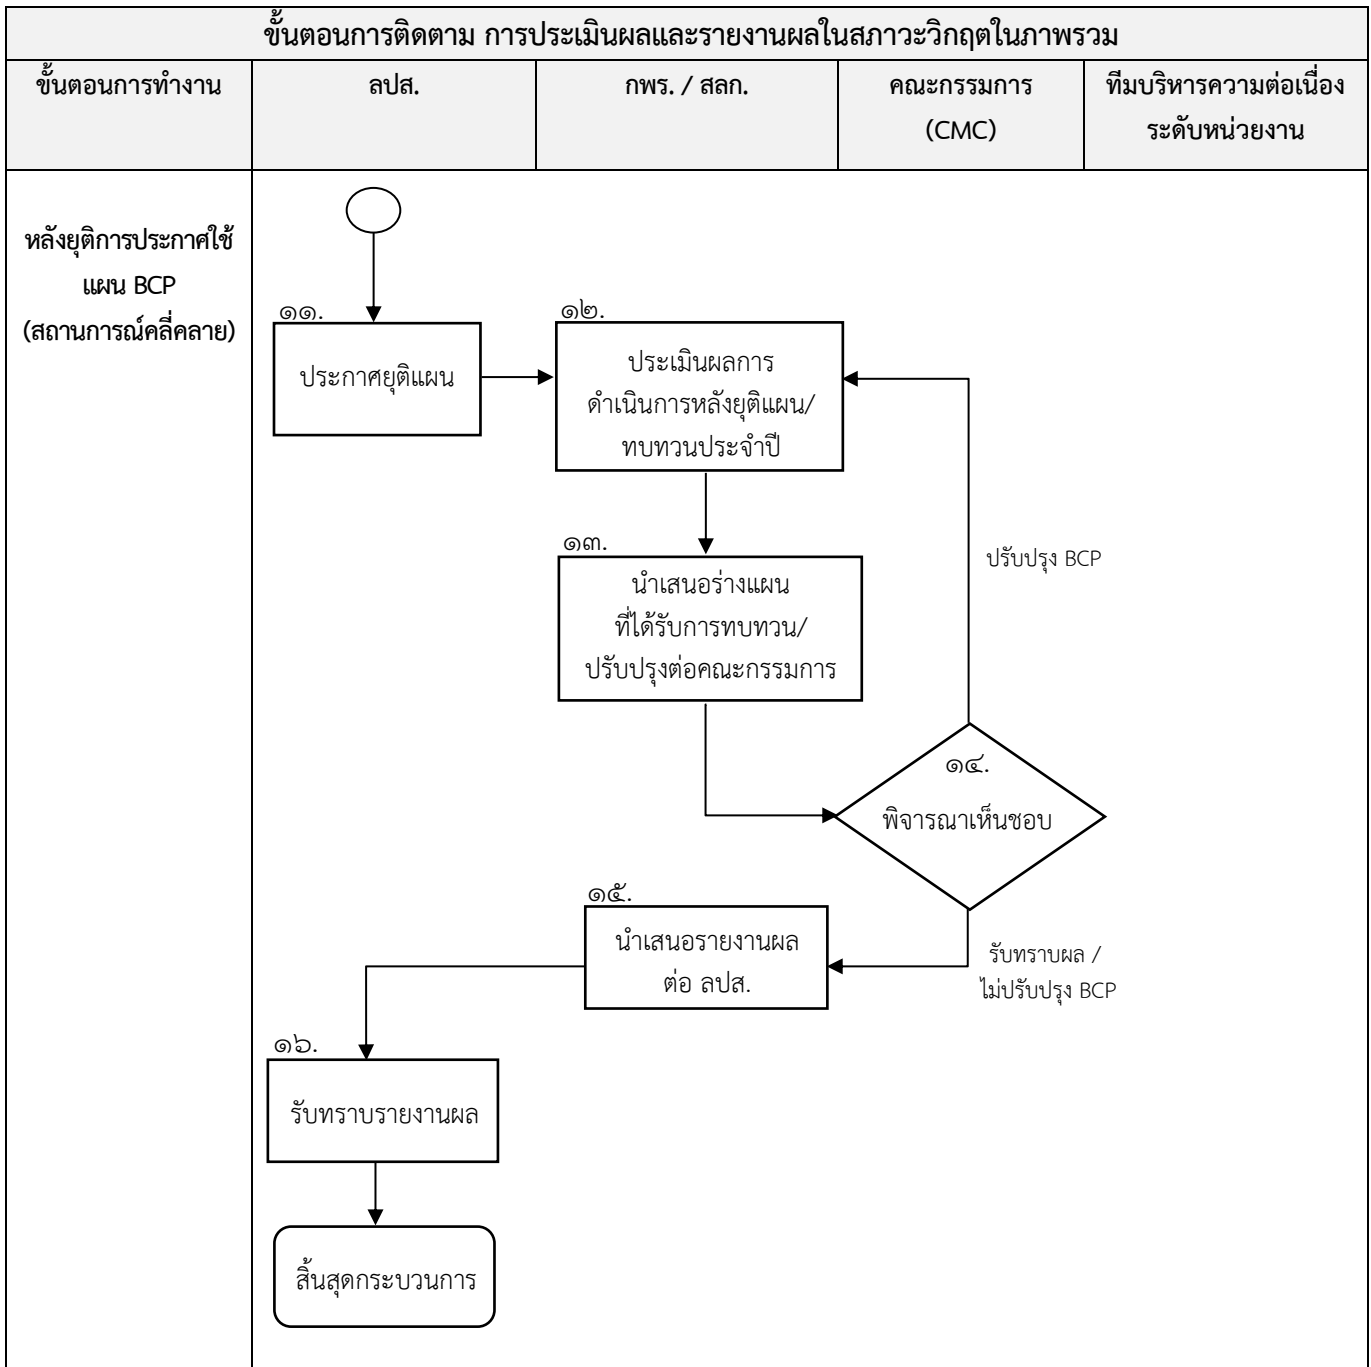 ขั้นตอนการติดตาม การประเมินผลและรายงานผลในสภาวะวิกฤตในภาพรวม
ขั้นตอนการทำงาน
ลปส.
กพร. / สลก.
คณะกรรมการ
(CMC)
ทีมบริหารความต่อเนื่อง
ระดับหน่วยงาน
หลังยุติการประกาศใช้
แผน BCP
(สถานการณ์คลี่คลาย)
๑๑.
ประกาศยุติแผน
๑๒.
ประเมินผลการ
ดำเนินการหลังยุติแผน/
ทบทวนประจำปี
๑๓.
นำเสนอร่างแผน
ที่ได้รับการทบทวน/
ปรับปรุงต่อคณะกรรมการ
ปรับปรุง BCP
๑๔.
พิจารณาเห็นชอบ
๑๕.
นำเสนอรายงานผล
ต่อ ลปส.
รับทราบผล /
ไม่ปรับปรุง BCP
๑๖.
รับทราบรายงานผล
สิ้นสุดกระบวนการ